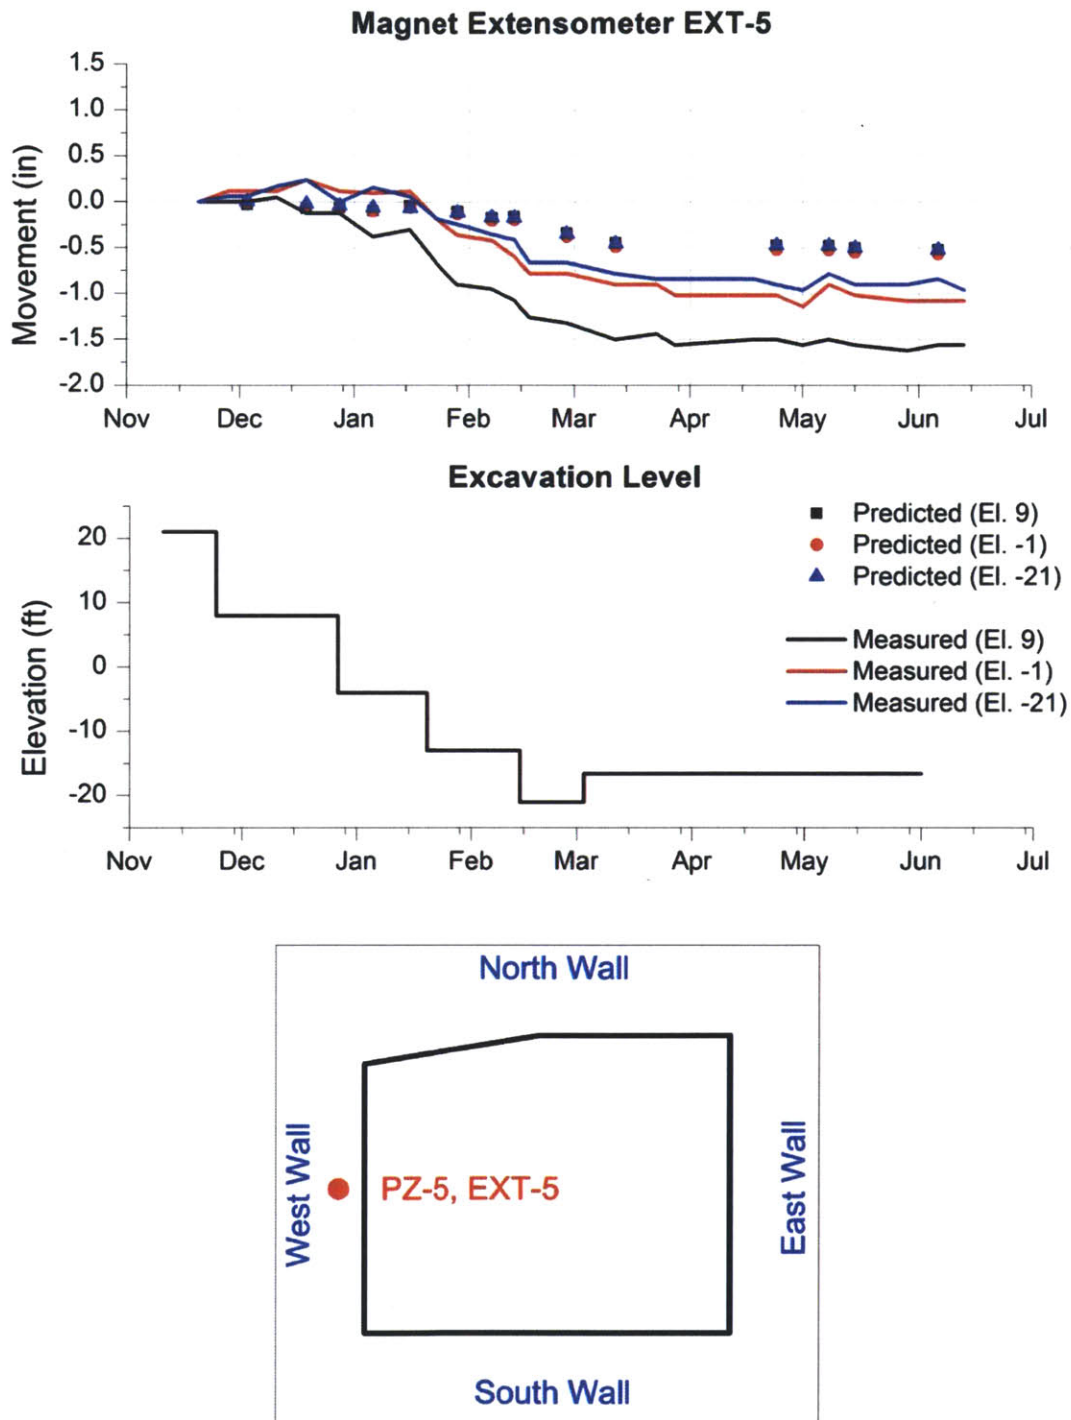 Magnet Extensometer EXT-5
1.5
1.0
0.5
0.0
-0.5
-1.0
-1.5
-2.0
Movement (in)
Nov Dec Jan Feb Mar Apr May Jun Jul
Excavation Level
20
10
0
-10
-20
Elevation (ft)
Predicted (El. 9)
Predicted (El. -1)
Predicted (El. -21)
Measured (El. 9)
Measured (El. -1)
Measured (El. -21)
Nov Dec Jan Feb Mar Apr May Jun Jul
North Wall
West Wall
PZ-5, EXT-5
East Wall
South Wall